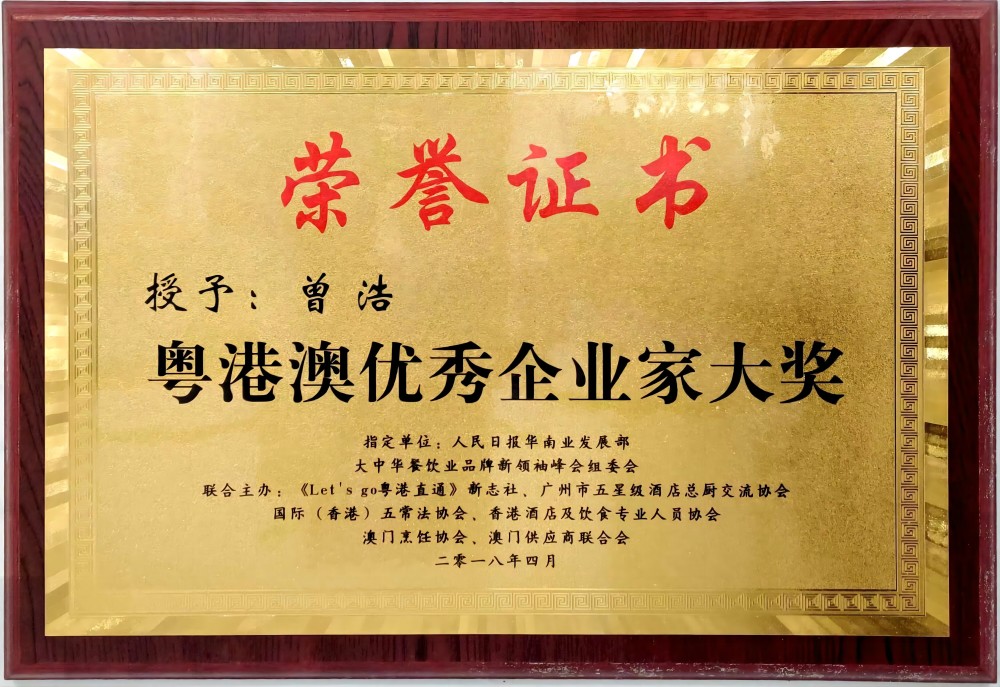 荣誉证书
授予：曾浩
粤港澳优秀企业家大奖
指定单位：人民日报华南业发展部
大中华餐饮业品牌新领袖峰会组委会
联合主办：《Let's go粤港直通》新志社、广州市五星级酒店总厨交流协会
国际（香港）五常法协会、香港酒店及饮食专业人员协会
澳门烹饪协会、澳门供应商联合会
二零一八年四月